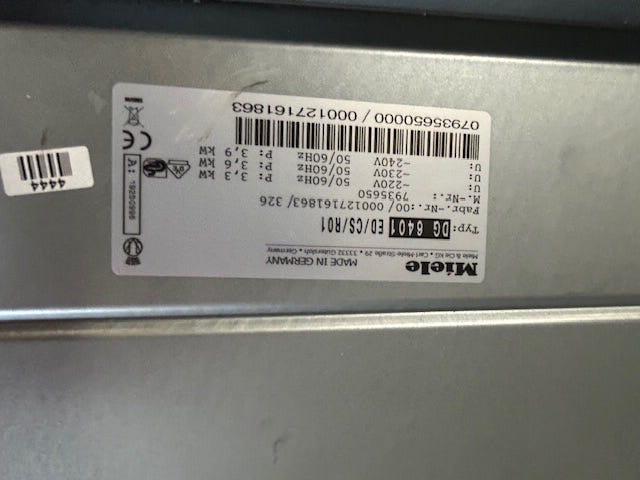 Miele
MADE IN GERMANY
Miele & Cie KG • Carl-Miele-Straße 29 • 33332 Gütersloh • Germany
Typ: DG 6401 ED/CS/R01
Fabr.-Nr.:00/ 000127161863/ 326
M.-Nr.: 7935650
U: ~220V 50/60Hz P: 3,3 kW
U: ~230V 50/60Hz P: 3,6 kW
U: ~240V 50/60Hz P: 3,9 kW
07935650000 / 000127161863
CE
A:
4444